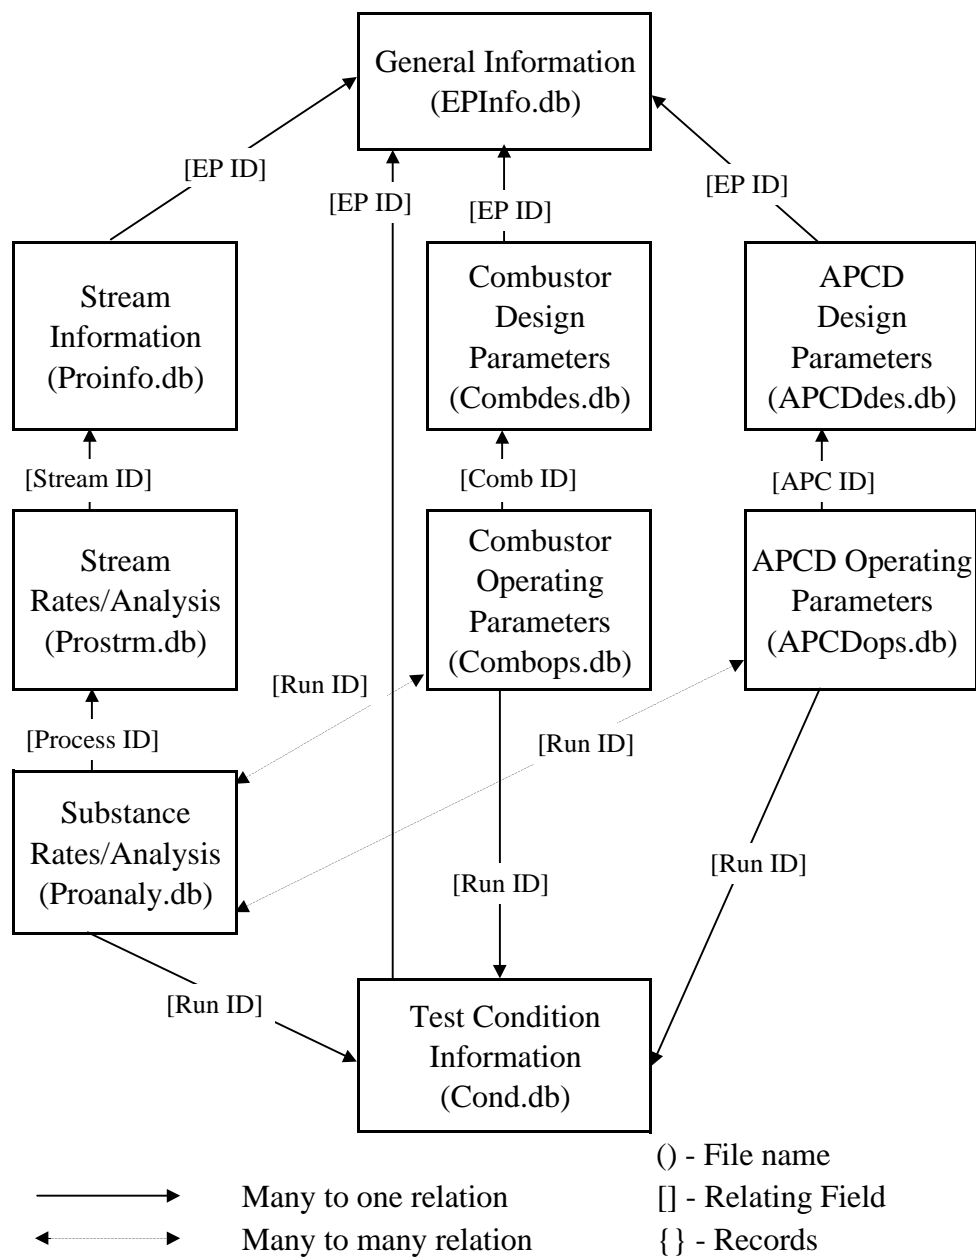 General Information
(EPInfo.db)
[EP ID]
[EP ID]
[EP ID]
[EP ID]
Stream
Information
(Proinfo.db)
Combustor
Design
Parameters
(Combdes.db)
APCD
Design
Parameters
(APCDdes.db)
[Stream ID]
[Comb ID]
[APC ID]
Stream
Rates/Analysis
(Prostrm.db)
Combustor
Operating
Parameters
(Combops.db)
APCD Operating
Parameters
(APCDops.db)
[Run ID]
[Process ID]
[Run ID]
Substance
Rates/Analysis
(Proanaly.db)
[Run ID]
[Run ID]
[Run ID]
Test Condition
Information
(Cond.db)
() - File name
Many to one relation
[] - Relating Field
Many to many relation
{} - Records